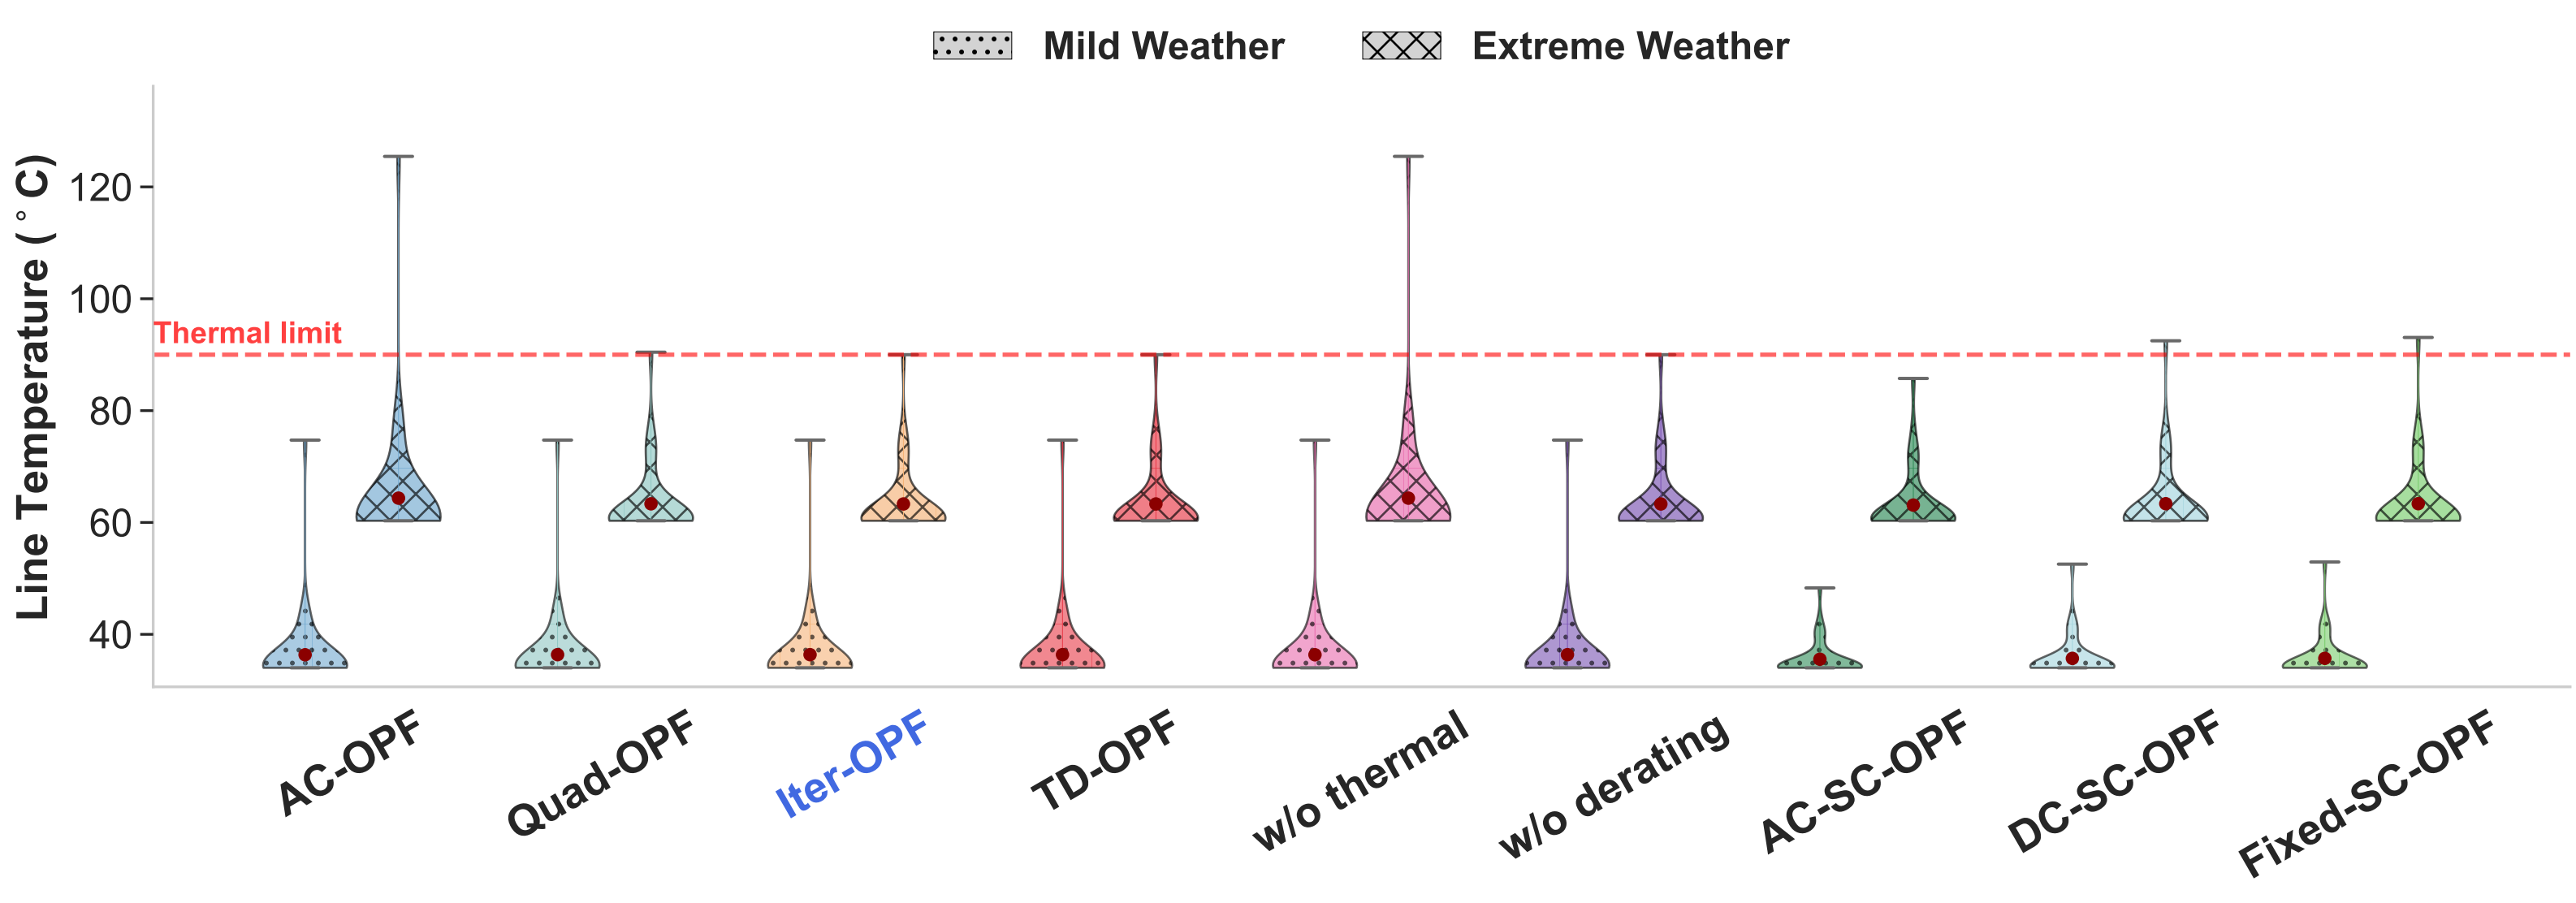 Mild Weather
Extreme Weather
Line Temperature (°C)
120
100
80
60
40
Thermal limit
AC-OPF
Quad-OPF
Iter-OPF
TD-OPF
w/o thermal
w/o derating
AC-SC-OPF
DC-SC-OPF
Fixed-SC-OPF